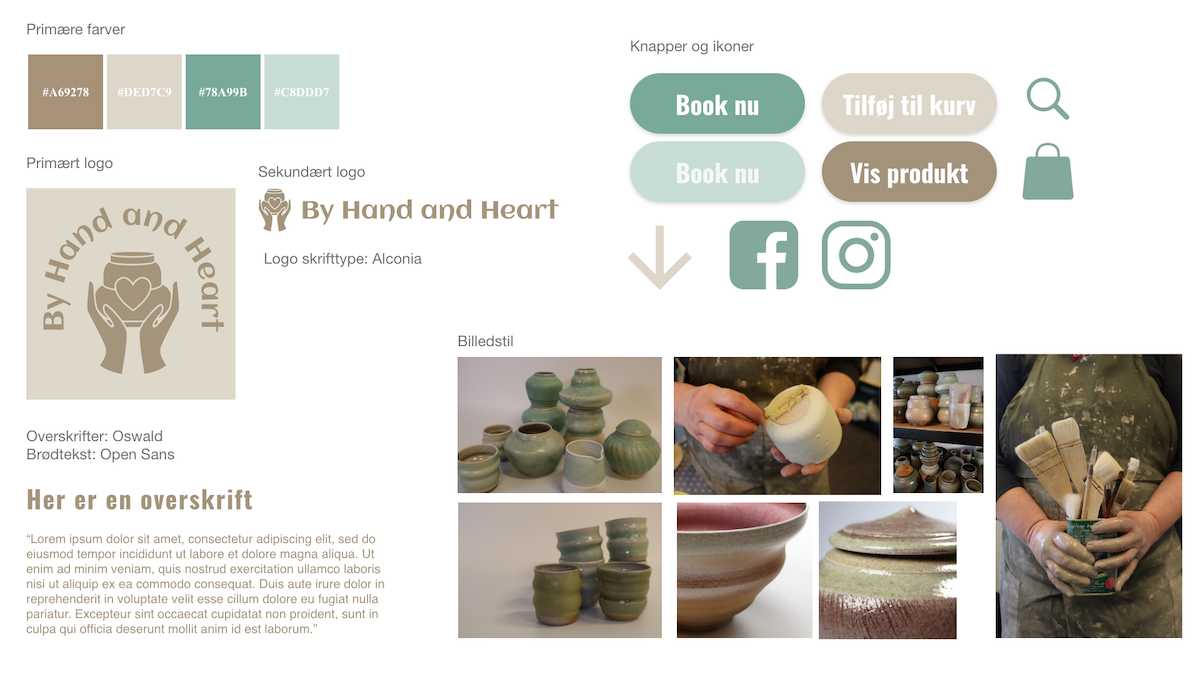 Primære farver
#A69278
#DED7C9
#78A99B
#C8DDD7
Primært logo
By Hand and Heart
Sekundært logo
By Hand and Heart
Logo skrifttype: Alconia
Overskrifter: Oswald
Brødtekst: Open Sans
Her er en overskrift
“Lorem ipsum dolor sit amet, consectetur adipiscing elit, sed do
eiusmod tempor incididunt ut labore et dolore magna aliqua. Ut
enim ad minim veniam, quis nostrud exercitation ullamco laboris
nisi ut aliquip ex ea commodo consequat. Duis aute irure dolor in
reprehenderit in voluptate velit esse cillum dolore eu fugiat nulla
pariatur. Excepteur sint occaecat cupidatat non proident, sunt in
culpa qui officia deserunt mollit anim id est laborum.”
Knapper og ikoner
Book nu
Tilføj til kurv
Book nu
Vis produkt
Billedstil